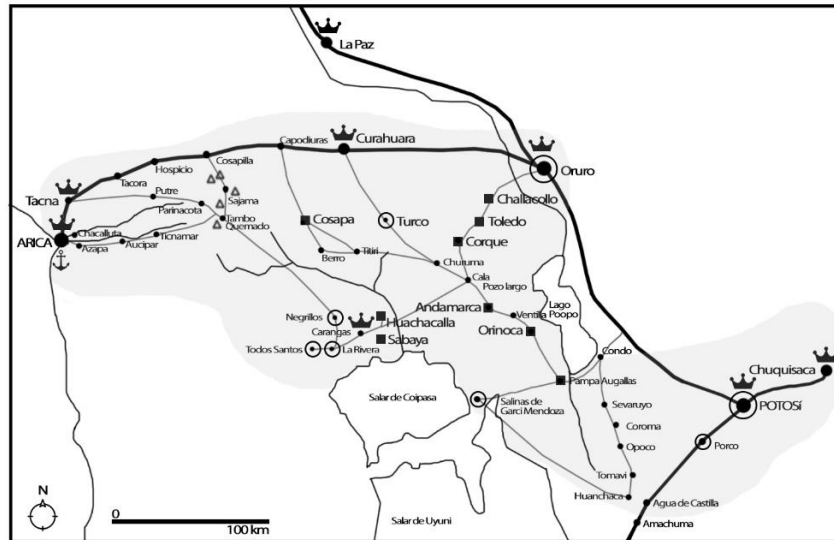 La Paz
Capodiuras
Curahuara
Cosapilla
Hospicio
Oruro
Tacora
Putre
Sajama
Challacollo
Tacna
Parinacota
Turco
Cosapa
Toledo
Tambo
Quemado
ARICA
Chacalluta
Ticnamar
Corque
Azapa
Aucipar
Berro
Titiri
Churuma
Cala
Pozo largo
Lago
Poopo
Andamarca
Ventilla
Negrillos
Huachacalla
Orinoca
Carangas
Sabaya
Todos Santos
La Rivera
Condo
Chuquisaca
Pampa Augallas
Salar de Coipasa
Salinas de
Garci Mendoza
Sevaruyo
POTOSÍ
Coroma
Opoco
Porco
Tomavi
Huanchaca
Agua de Castilla
Amachuma
Salar de Uyuni
N
0
100 km